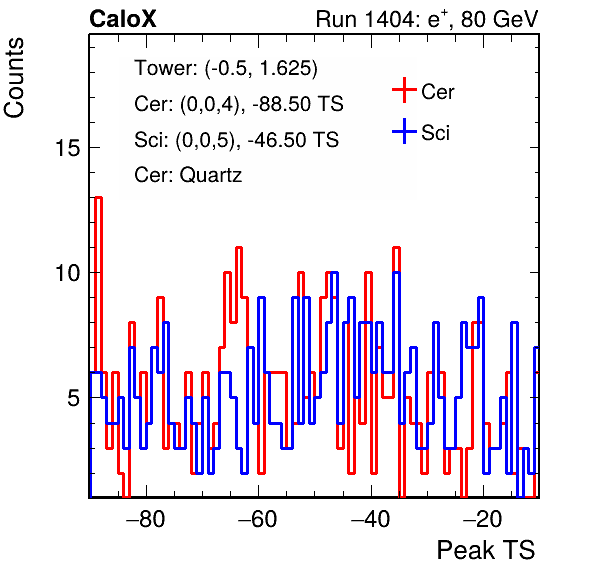 CaloX Run 1404: e⁺, 80 GeV
Counts
Tower: (-0.5, 1.625)
Cer: (0,0,4), -88.50 TS
Sci: (0,0,5), -46.50 TS
Cer: Quartz
Cer
Sci
15
10
5
−80 −60 −40 −20
Peak TS